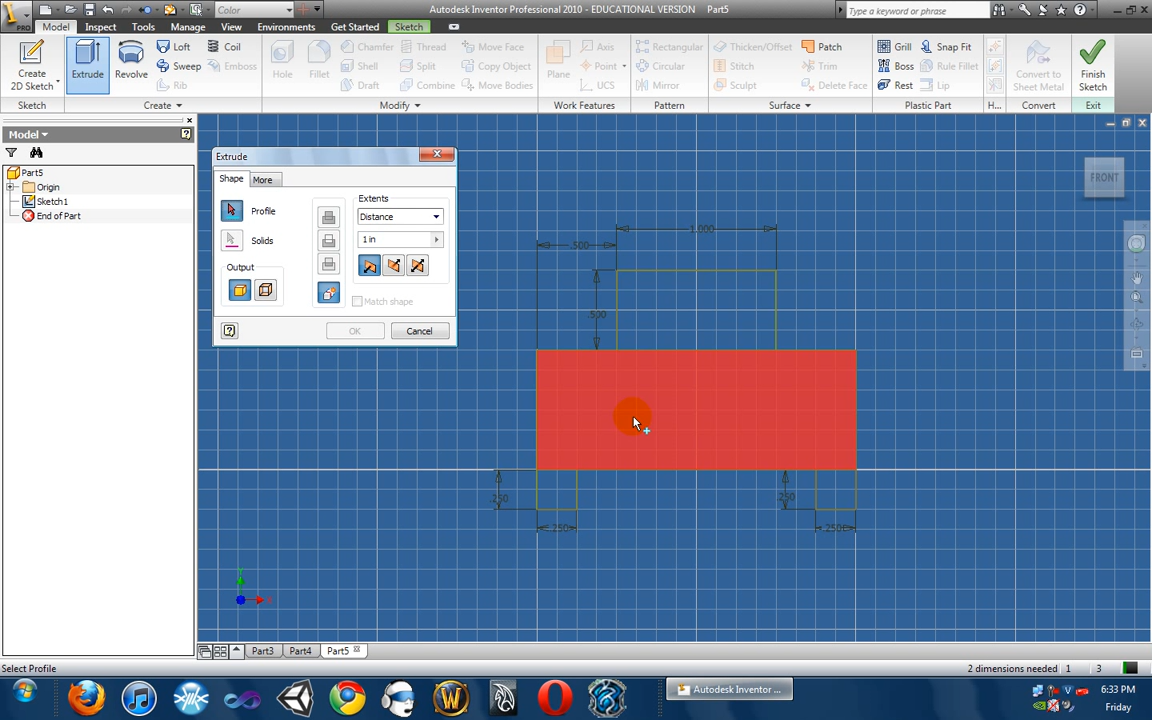 Color
Autodesk Inventor Professional 2010 - EDUCATIONAL VERSION Part5
Type a keyword or phrase
PRO
Model Inspect Tools Manage View Environments Get Started Sketch
Create 2D Sketch
Extrude
Revolve
Loft
Sweep
Rib
Coil
Emboss
Hole
Fillet
Chamfer
Shell
Draft
Thread
Split
Combine
Move Face
Copy Object
Move Bodies
Plane
Axis
Point
UCS
Rectangular
Circular
Mirror
Thicken/Offset
Stitch
Sculpt
Patch
Trim
Delete Face
Grill
Boss
Rest
Snap Fit
Rule Fillet
Lip
Convert to Sheet Metal
Finish Sketch
Sketch Create Modify Work Features Pattern Surface Plastic Part H... Convert Exit
Model
Part5
Origin
Sketch1
End of Part
Extrude
Shape More
Profile
Solids
Output
Extents
Distance
1 in
Match shape
OK Cancel
FRONT
1.000
.500
.500
.250
.250
.250
.250
Part3 Part4 Part5
Select Profile
2 dimensions needed 1 3
Autodesk Inventor ...
6:33 PM
Friday